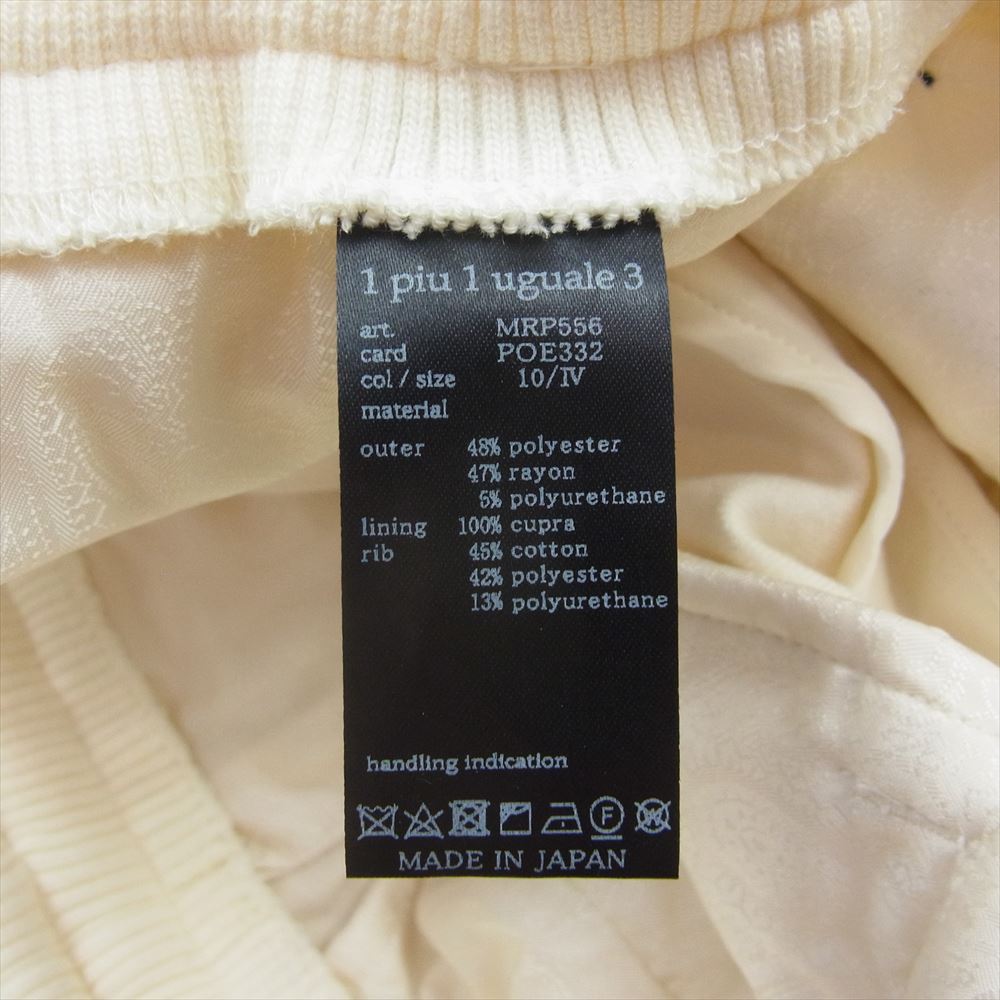 1 piu 1 uguale 3
art. MRP556
card POE332
col / size 10/IV
material
outer 48% polyester
47% rayon
5% polyurethane
lining 100% cupra
rib 45% cotton
42% polyester
13% polyurethane
handling indication
F W
MADE IN JAPAN